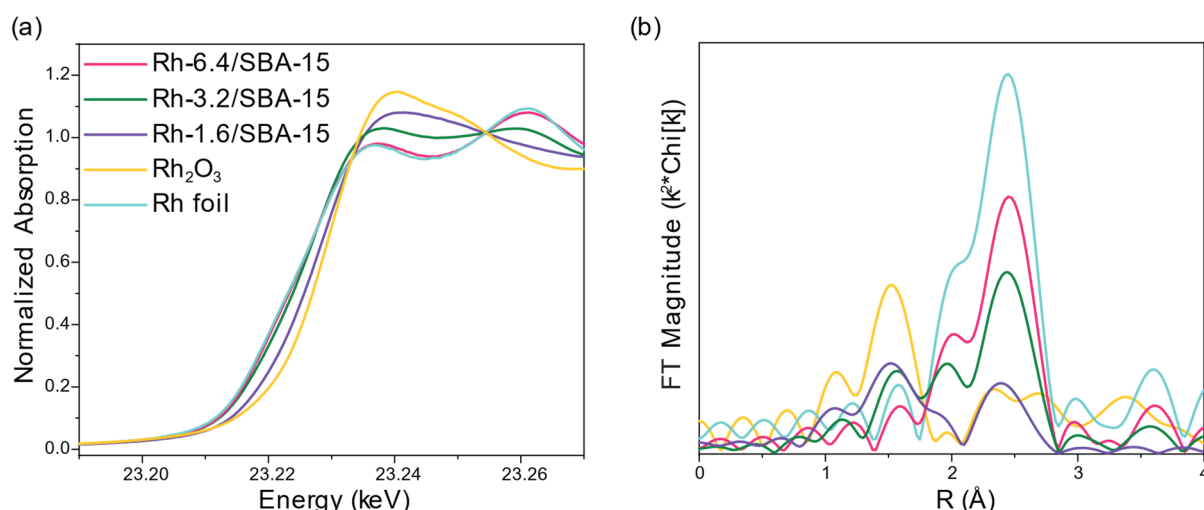 (a)
Normalized Absorption
1.2
1.0
0.8
0.6
0.4
0.2
0.0
Rh-6.4/SBA-15
Rh-3.2/SBA-15
Rh-1.6/SBA-15
Rh₂O₃
Rh foil
23.20 23.22 23.24 23.26
Energy (keV)
(b)
FT Magnitude (k²*Chi[k])
0 1 2 3 4
R (Å)